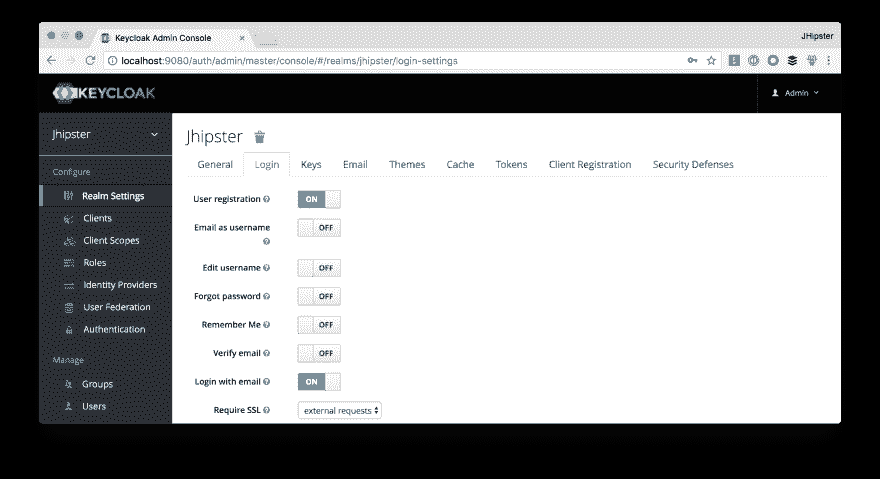 Keycloak Admin Console
JHipster
localhost:9080/auth/admin/master/console/#/realms/jhipster/login-settings
KEYCLOAK
Admin
Jhipster
Jhipster
General Login Keys Email Themes Cache Tokens Client Registration Security Defenses
Configure
Realm Settings
Clients
Client Scopes
Roles
Identity Providers
User Federation
Authentication
Manage
Groups
Users
User registration ON
Email as username OFF
Edit username OFF
Forgot password OFF
Remember Me OFF
Verify email OFF
Login with email ON
Require SSL external requests